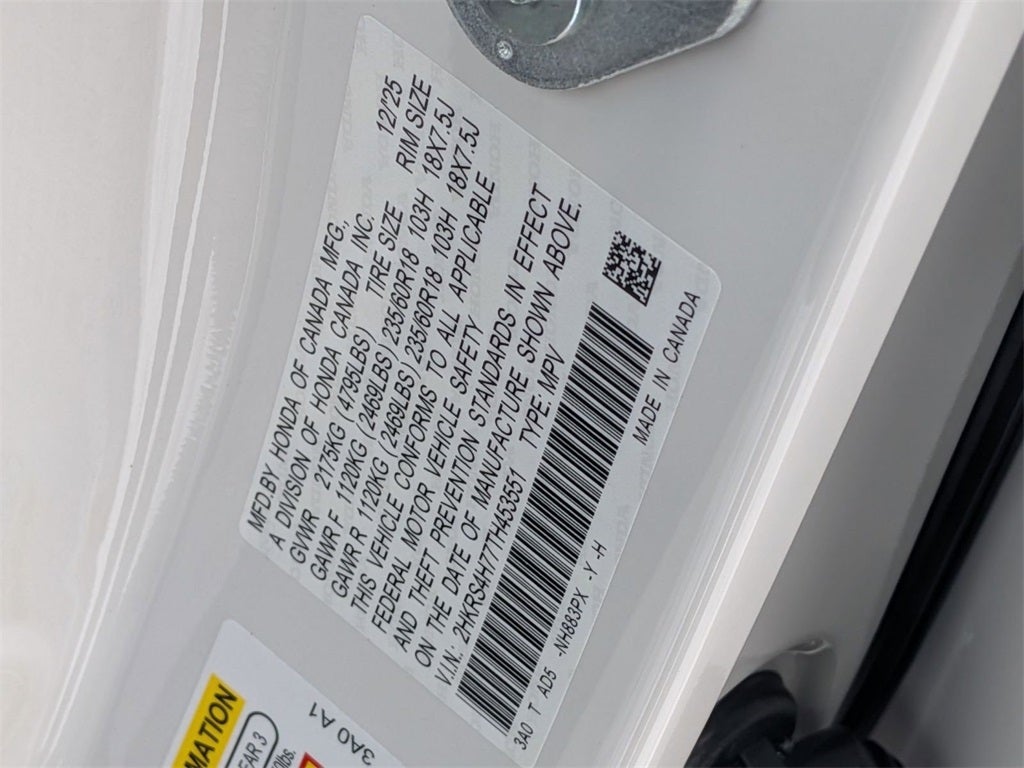 MFD.BY HONDA OF CANADA MFG., 12/'25
A DIVISION OF HONDA CANADA INC.
GVWR 2175KG (4795LBS) TIRE SIZE RIM SIZE
GAWR F 1120KG (2469LBS) 235/60R18 103H 18X7.5J
GAWR R 1120KG (2469LBS) 235/60R18 103H 18X7.5J
THIS VEHICLE CONFORMS TO ALL APPLICABLE
FEDERAL MOTOR VEHICLE SAFETY
AND THEFT PREVENTION STANDARDS IN EFFECT
ON THE DATE OF MANUFACTURE SHOWN ABOVE.
V.I.N.: 2HKRS4H77TH453551 TYPE: MPV
3A0 T AD5 -NH883PX -Y -H MADE IN CANADA
3A0 A1